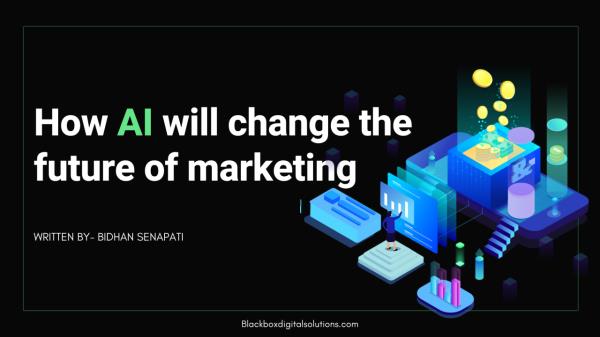 How AI will change the
future of marketing
WRITTEN BY- BIDHAN SENAPATI
Blackboxdigitalsolutions.com